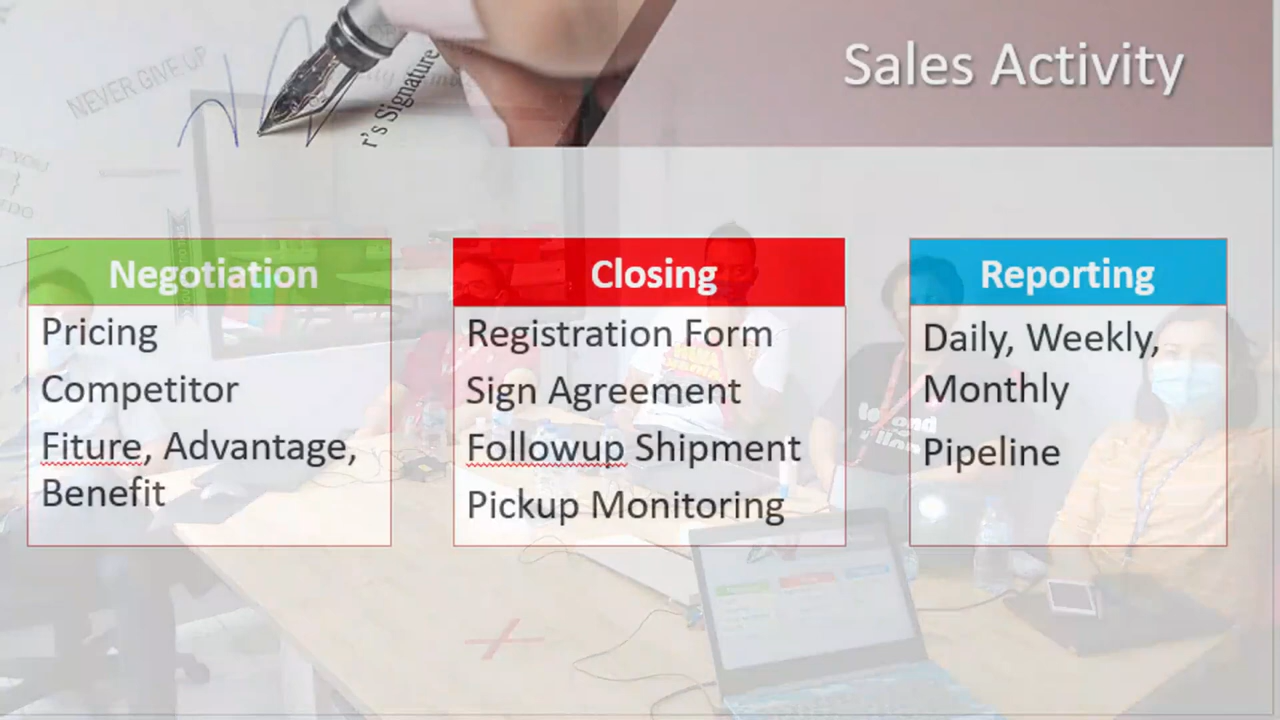 Sales Activity
NEVER GIVE UP
r's Signature
Negotiation
Pricing
Competitor
Fiture, Advantage,
Benefit
Closing
Registration Form
Sign Agreement
Followup Shipment
Pickup Monitoring
Reporting
Daily, Weekly,
Monthly
Pipeline